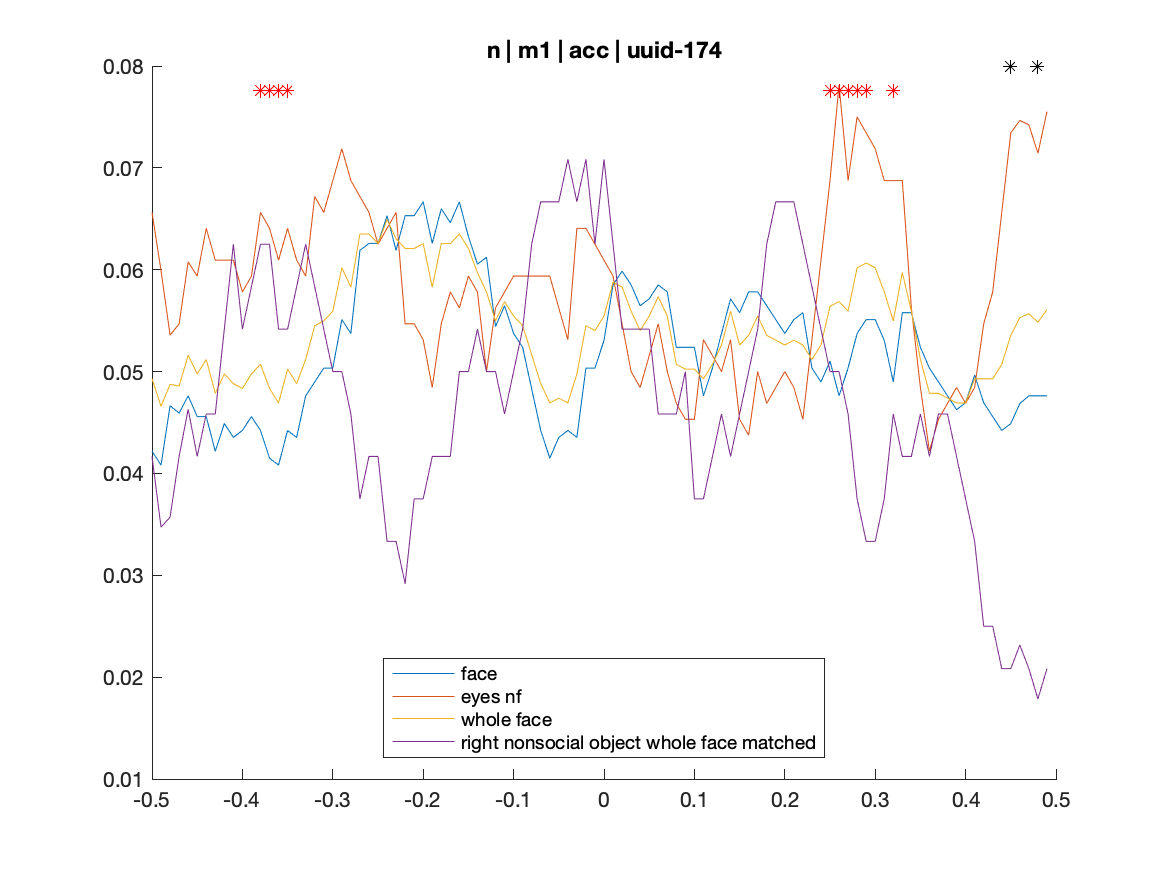 n | m1 | acc | uuid-174
0.08
0.07
0.06
0.05
0.04
0.03
0.02
0.01
face
eyes nf
whole face
right nonsocial object whole face matched
-0.5 -0.4 -0.3 -0.2 -0.1 0 0.1 0.2 0.3 0.4 0.5